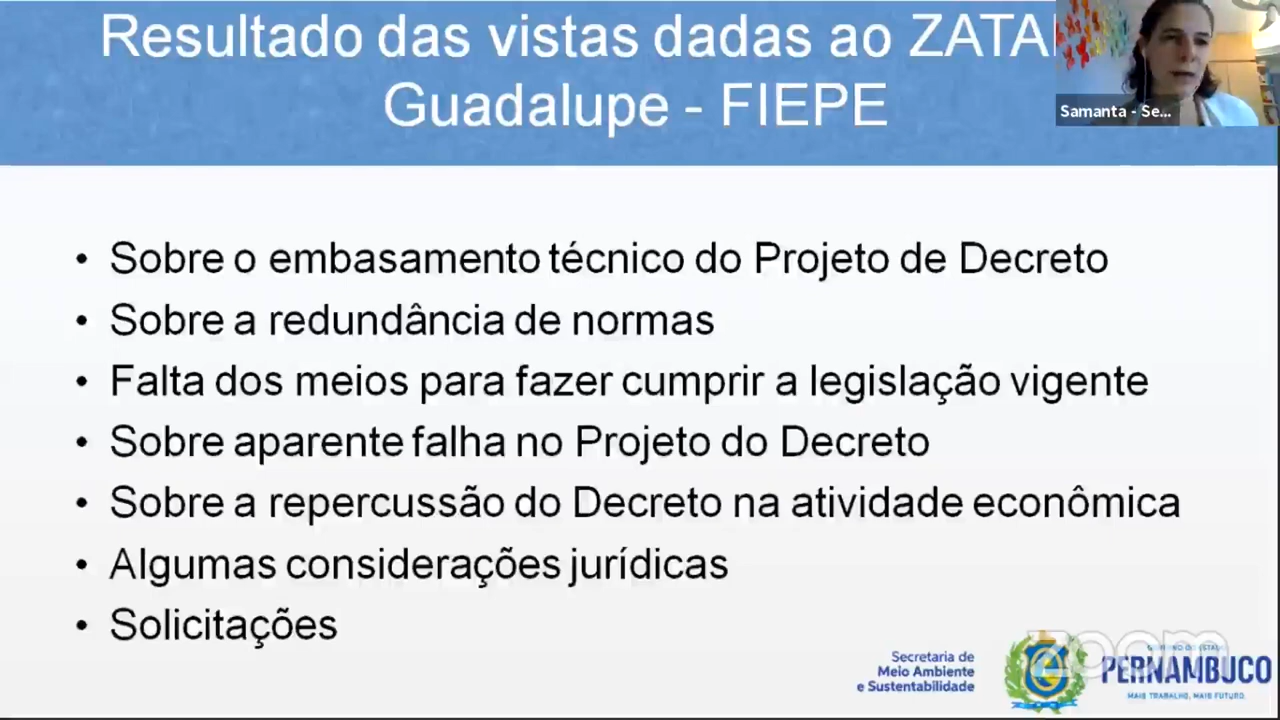 Resultado das vistas dadas ao ZATA
Guadalupe - FIEPE
Samanta - Se...
• Sobre o embasamento técnico do Projeto de Decreto
• Sobre a redundância de normas
• Falta dos meios para fazer cumprir a legislação vigente
• Sobre aparente falha no Projeto do Decreto
• Sobre a repercussão do Decreto na atividade econômica
• Algumas considerações jurídicas
• Solicitações
Secretaria de
Meio Ambiente
e Sustentabilidade
zoom
GOVERNO DO ESTADO
PERNAMBUCO
MAIS TRABALHO, MAIS FUTURO.